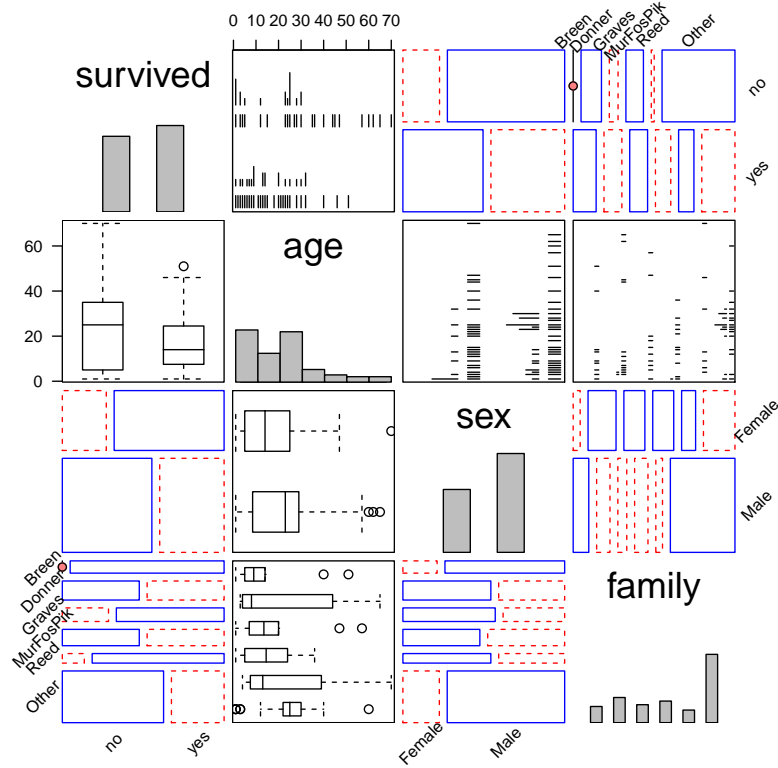 0 10 20 30 40 50 60 70
Breen
Donner
Graves
MurFosPik
Reed
Other
survived
no
yes
age
60
40
20
0
sex
Female
Male
Breen
Donner
Graves
MurFosPik
Reed
Other
family
no
yes
Female
Male